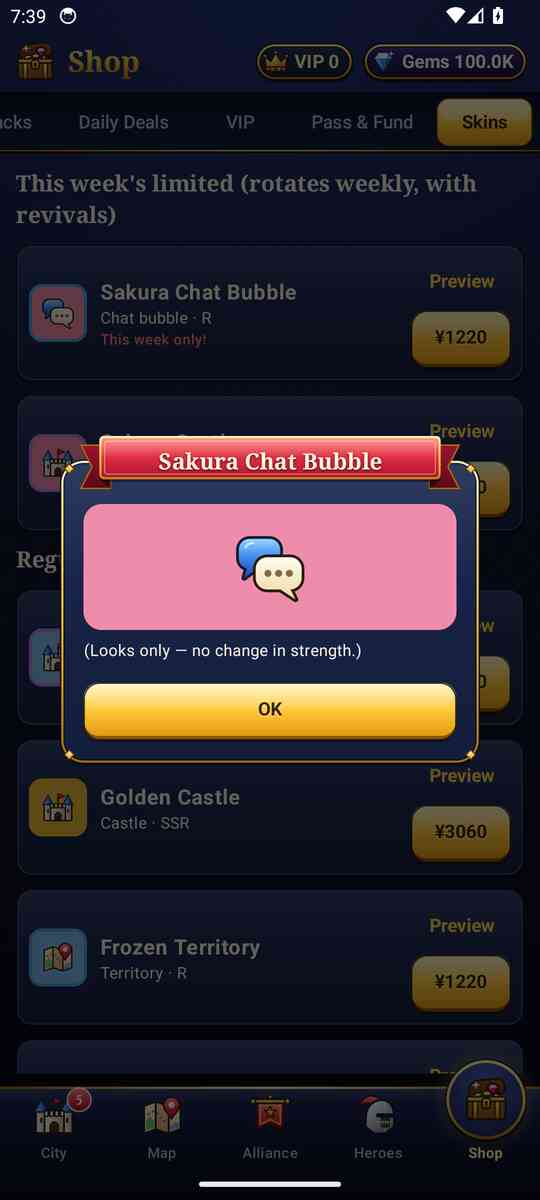 7:39
Shop
VIP 0
Gems 100.0K
cks
Daily Deals
VIP
Pass & Fund
Skins
This week's limited (rotates weekly, with
revivals)
Sakura Chat Bubble
Chat bubble · R
This week only!
Preview
¥1220
Preview
Sakura Chat Bubble
(Looks only — no change in strength.)
OK
Golden Castle
Castle · SSR
Preview
¥3060
Frozen Territory
Territory · R
Preview
¥1220
5
City
Map
Alliance
Heroes
Shop